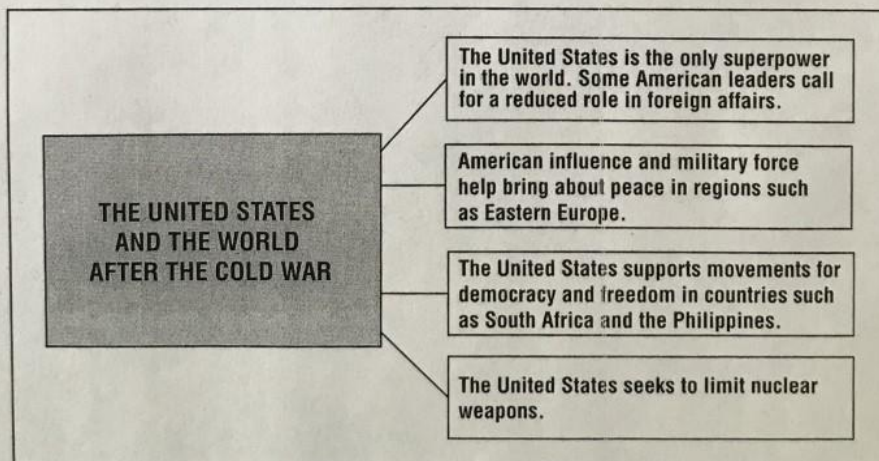 THE UNITED STATES
AND THE WORLD
AFTER THE COLD WAR
The United States is the only superpower
in the world. Some American leaders call
for a reduced role in foreign affairs.
American influence and military force
help bring about peace in regions such
as Eastern Europe.
The United States supports movements for
democracy and freedom in countries such
as South Africa and the Philippines.
The United States seeks to limit nuclear
weapons.